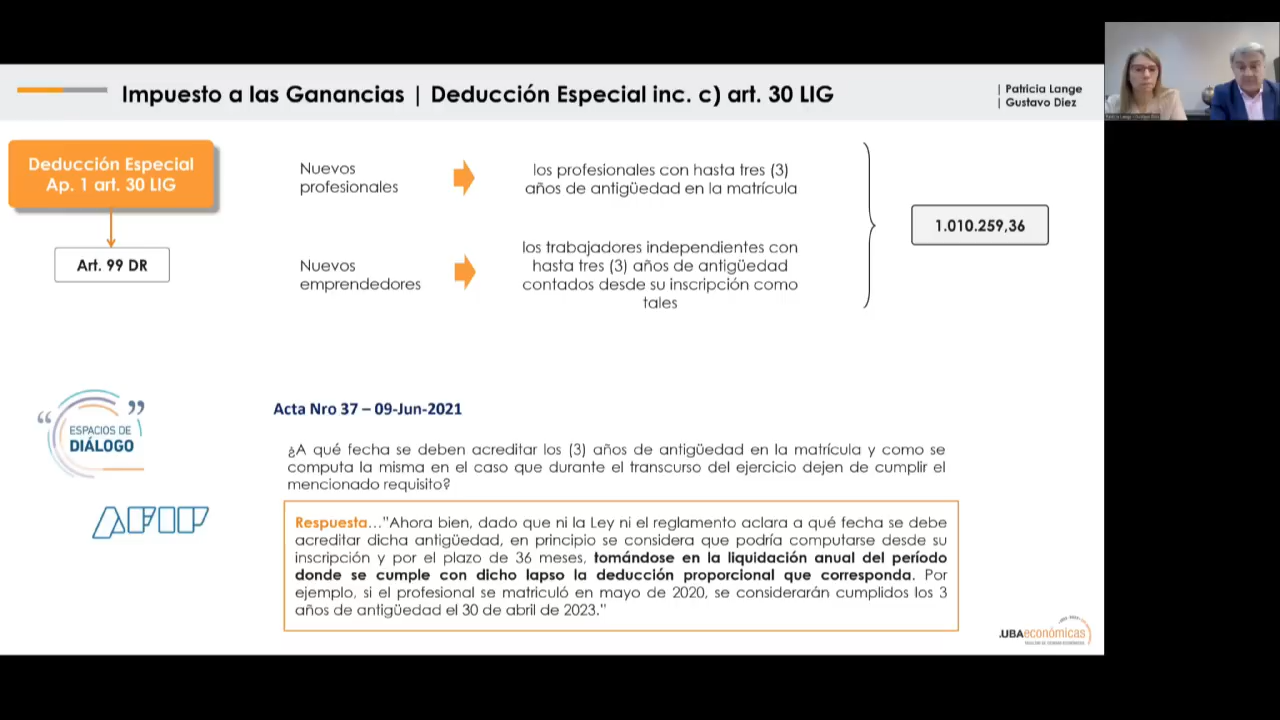 Impuesto a las Ganancias | Deducción Especial inc. c) art. 30 LIG
| Patricia Lange
| Gustavo Diez
Deducción Especial
Ap. 1 art. 30 LIG
Art. 99 DR
Nuevos
profesionales
los profesionales con hasta tres (3)
años de antigüedad en la matrícula
Nuevos
emprendedores
los trabajadores independientes con
hasta tres (3) años de antigüedad
contados desde su inscripción como
tales
1.010.259,36
“ ”
ESPACIOS DE
DIÁLOGO
AFIP
Acta Nro 37 – 09-Jun-2021
¿A qué fecha se deben acreditar los (3) años de antigüedad en la matrícula y como se
computa la misma en el caso que durante el transcurso del ejercicio dejen de cumplir el
mencionado requisito?
Respuesta…"Ahora bien, dado que ni la Ley ni el reglamento aclara a qué fecha se debe
acreditar dicha antigüedad, en principio se considera que podría computarse desde su
inscripción y por el plazo de 36 meses, tomándose en la liquidación anual del período
donde se cumple con dicho lapso la deducción proporcional que corresponda. Por
ejemplo, si el profesional se matriculó en mayo de 2020, se considerarán cumplidos los 3
años de antigüedad el 30 de abril de 2023."
.UBAeconómicas